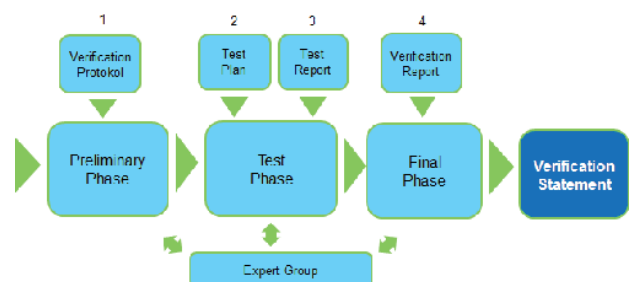 1
2
3
4
Verification
Protokol
Test
Plan
Test
Report
Verification
Report
Preliminary
Phase
Test
Phase
Final
Phase
Verification
Statement
Expert Group